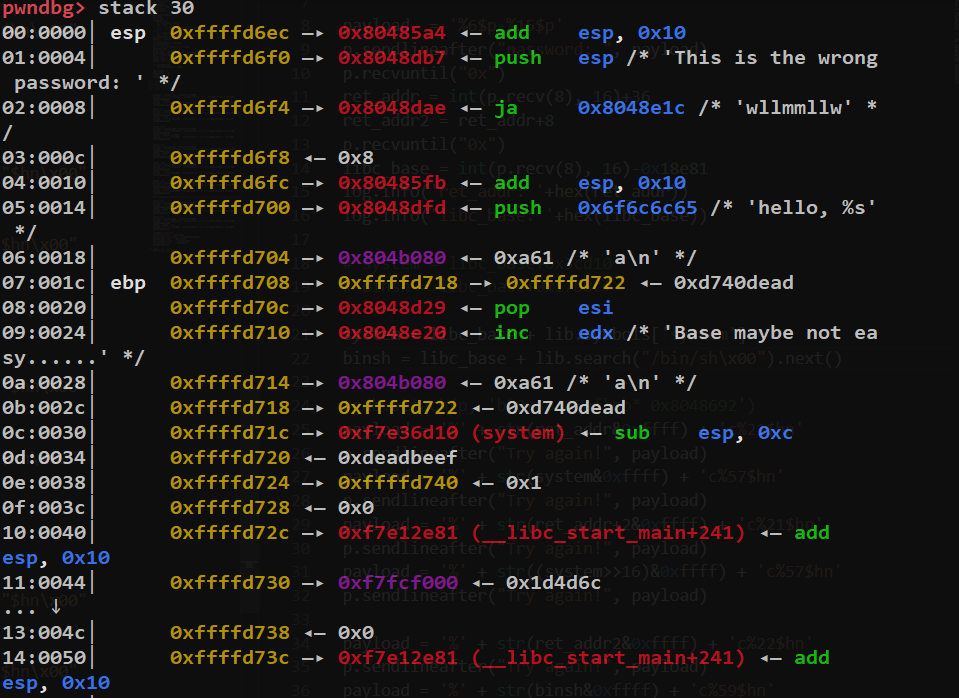 pwndbg> stack 30
00:0000│ esp  0xffffd6ec —▸ 0x80485a4 ◂— add    esp, 0x10
01:0004│      0xffffd6f0 —▸ 0x8048db7 ◂— push   esp /* 'This is the wrong
 password: ' */
02:0008│      0xffffd6f4 —▸ 0x8048dae ◂— ja     0x8048e1c /* 'wllmmllw' *
/
03:000c│      0xffffd6f8 ◂— 0x8
04:0010│      0xffffd6fc —▸ 0x80485fb ◂— add    esp, 0x10
05:0014│      0xffffd700 —▸ 0x8048dfd ◂— push   0x6f6c6c65 /* 'hello, %s'
 */
06:0018│      0xffffd704 —▸ 0x804b080 ◂— 0xa61 /* 'a\n' */
07:001c│ ebp  0xffffd708 —▸ 0xffffd718 —▸ 0xffffd722 ◂— 0xd740dead
08:0020│      0xffffd70c —▸ 0x8048d29 ◂— pop    esi
09:0024│      0xffffd710 —▸ 0x8048e20 ◂— inc    edx /* 'Base maybe not ea
sy......' */
0a:0028│      0xffffd714 —▸ 0x804b080 ◂— 0xa61 /* 'a\n' */
0b:002c│      0xffffd718 —▸ 0xffffd722 ◂— 0xd740dead
0c:0030│      0xffffd71c —▸ 0xf7e36d10 (system) ◂— sub    esp, 0xc
0d:0034│      0xffffd720 ◂— 0xdeadbeef
0e:0038│      0xffffd724 —▸ 0xffffd740 ◂— 0x1
0f:003c│      0xffffd728 ◂— 0x0
10:0040│      0xffffd72c —▸ 0xf7e12e81 (__libc_start_main+241) ◂— add
esp, 0x10
11:0044│      0xffffd730 —▸ 0xf7fcf000 ◂— 0x1d4d6c
... ↓
13:004c│      0xffffd738 ◂— 0x0
14:0050│      0xffffd73c —▸ 0xf7e12e81 (__libc_start_main+241) ◂— add
esp, 0x10